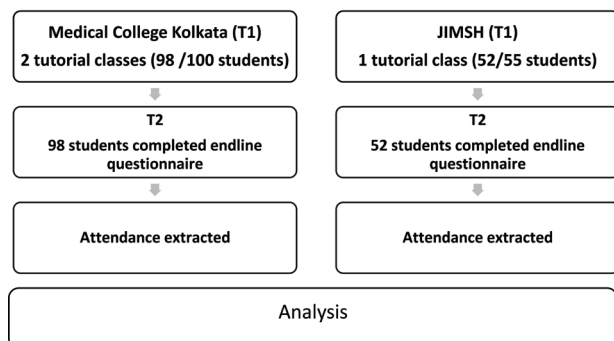 Medical College Kolkata (T1)
2 tutorial classes (98 /100 students)
T2
98 students completed endline
questionnaire
Attendance extracted
JIMSH (T1)
1 tutorial class (52/55 students)
T2
52 students completed endline
questionnaire
Attendance extracted
Analysis